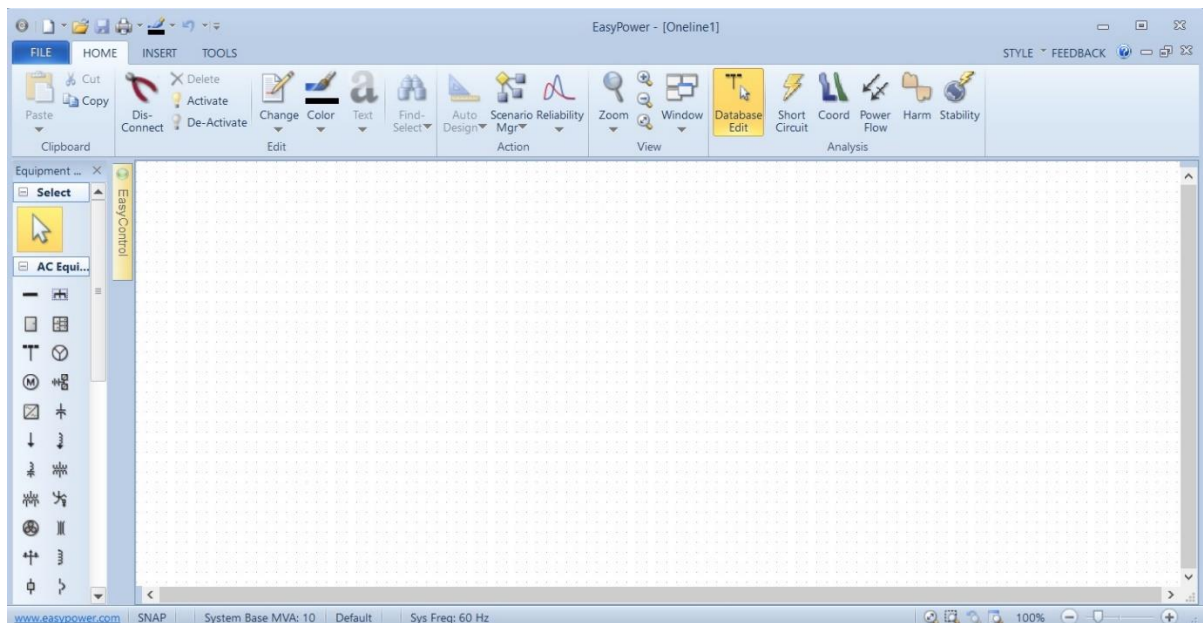 EasyPower - [Oneline1]
FILE HOME INSERT TOOLS STYLE FEEDBACK
Paste
Cut
Copy
Clipboard
Dis-
Connect
Delete
Activate
De-Activate
Change
Color
Text
Find-
Select
Edit
Auto
Design
Scenario
Mgr
Reliability
Action
Zoom
Window
View
Database
Edit
Short
Circuit
Coord
Power
Flow
Harm
Stability
Analysis
Equipment ...
Select
AC Equi...
M
EasyControl
www.easypower.com SNAP System Base MVA: 10 Default Sys Freq: 60 Hz 100%